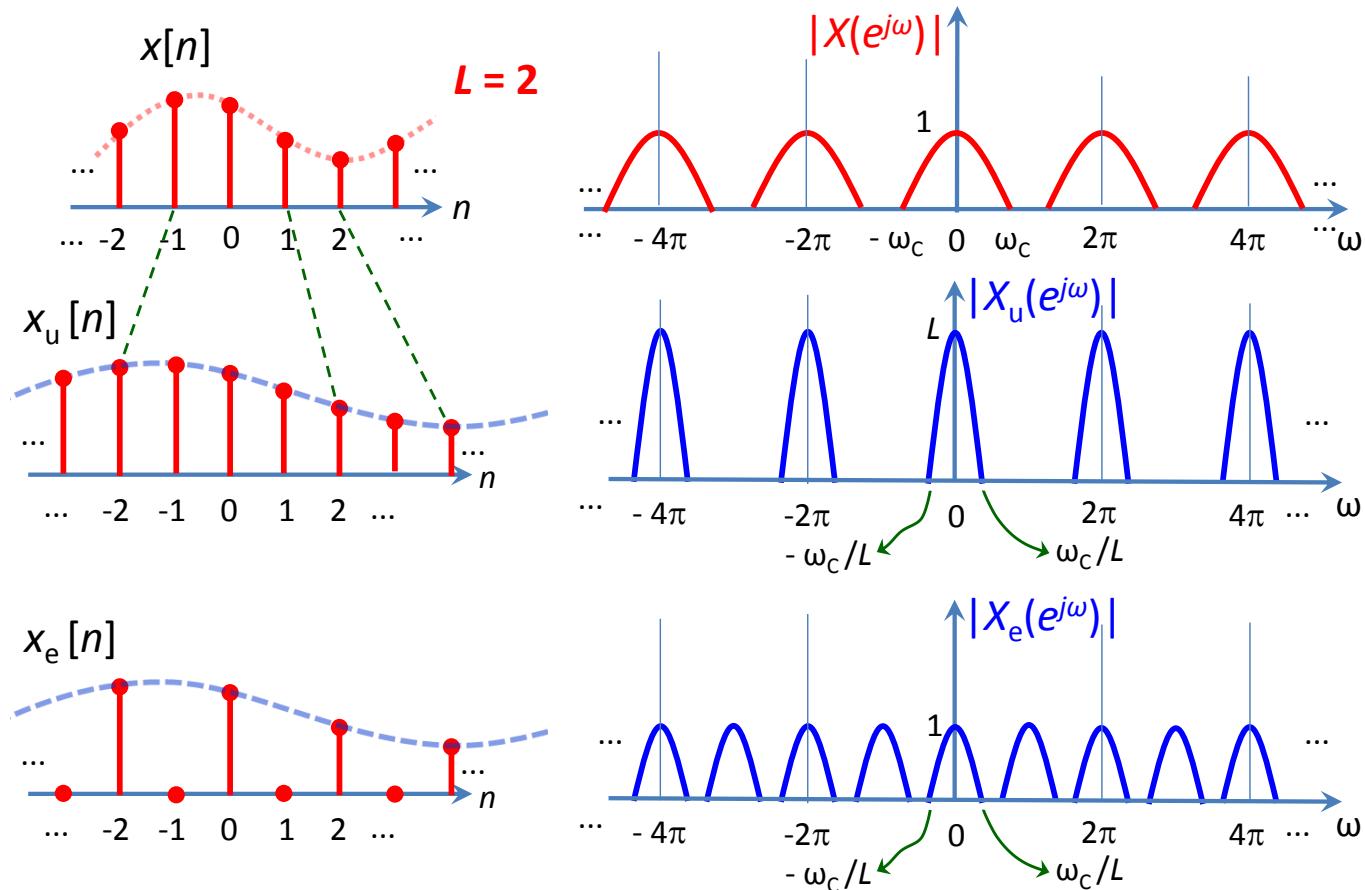 x[n]
L = 2
... ...
n
... -2 -1 0 1 2 ...
|X(e^{jω})|
1
... ...
... - 4π -2π - ω_C 0 ω_C 2π 4π ... ω
x_u [n]
... ...
n
... -2 -1 0 1 2 ...
|X_u(e^{jω})|
L
... ...
... - 4π -2π 0 2π 4π ... ω
- ω_C/L ω_C/L
x_e [n]
... ...
n
... -2 -1 0 1 2 ...
|X_e(e^{jω})|
1
... ...
... - 4π -2π 0 2π 4π ... ω
- ω_C/L ω_C/L